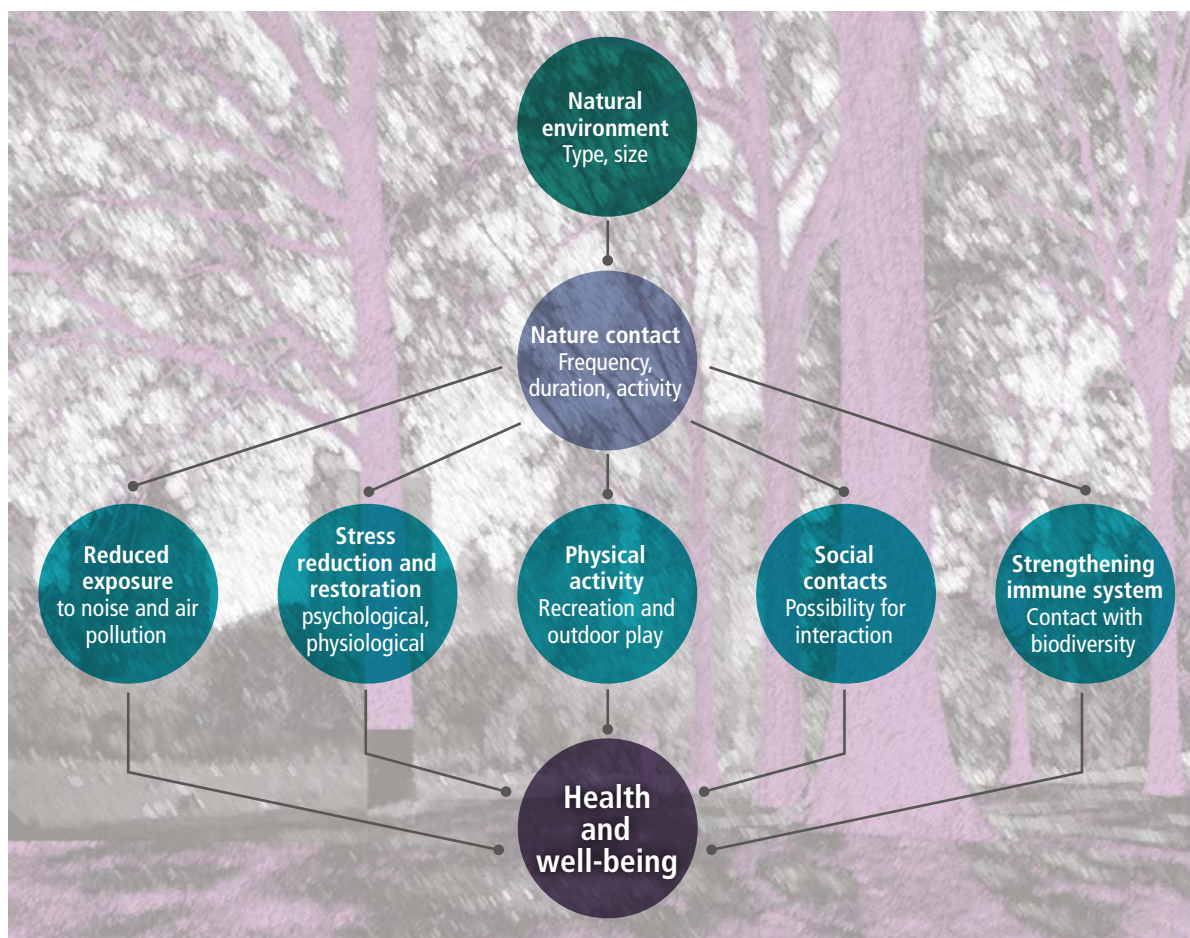 Natural
environment
Type, size
Nature contact
Frequency,
duration, activity
Reduced
exposure
to noise and air
pollution
Stress
reduction and
restoration
psychological,
physiological
Physical
activity
Recreation and
outdoor play
Social
contacts
Possibility for
interaction
Strengthening
immune system
Contact with
biodiversity
Health
and
well-being